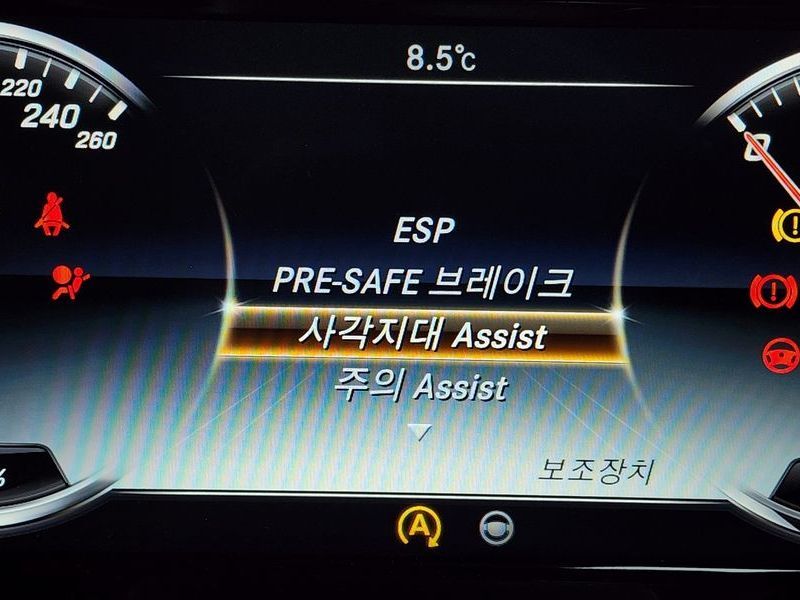 8.5°C
220
240
260
0
ESP
PRE-SAFE 브레이크
사각지대 Assist
주의 Assist
보조장치
%
A